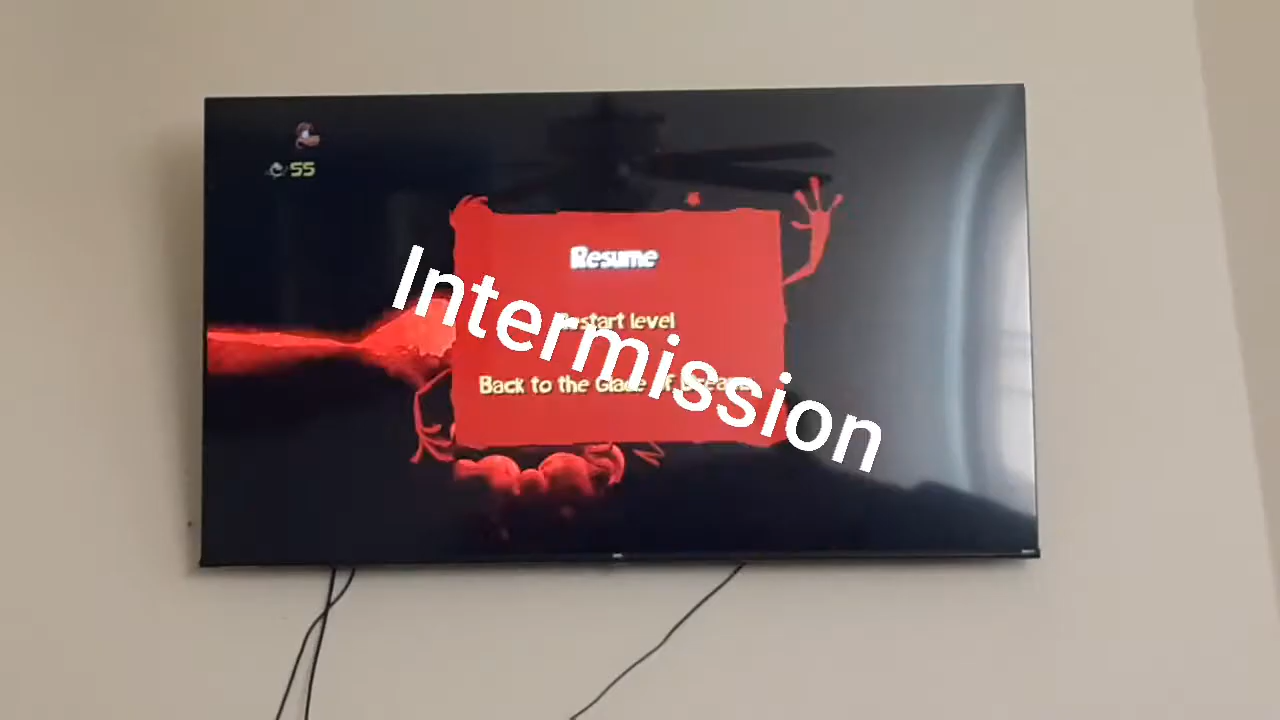 55
Resume
Restart level
Back to the Glade of Dreams
Intermission